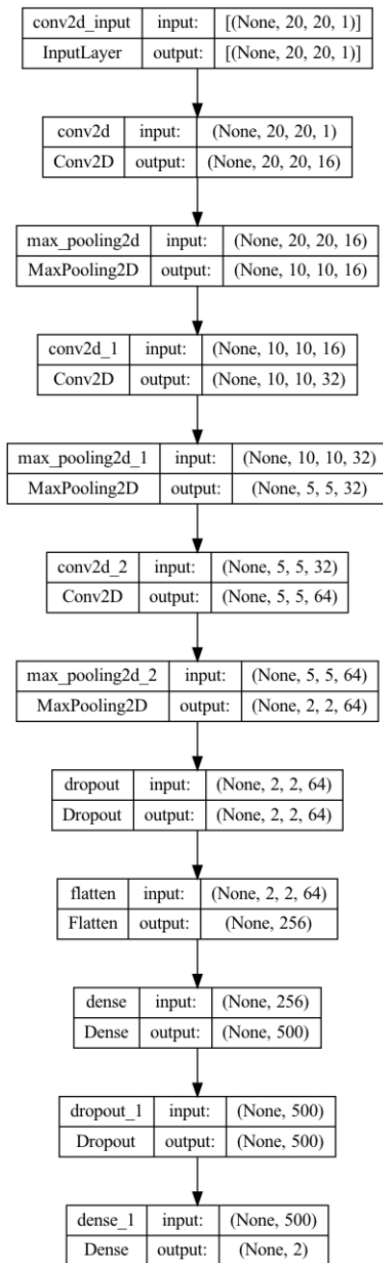 conv2d_input input: [(None, 20, 20, 1)]
InputLayer output: [(None, 20, 20, 1)]
conv2d input: (None, 20, 20, 1)
Conv2D output: (None, 20, 20, 16)
max_pooling2d input: (None, 20, 20, 16)
MaxPooling2D output: (None, 10, 10, 16)
conv2d_1 input: (None, 10, 10, 16)
Conv2D output: (None, 10, 10, 32)
max_pooling2d_1 input: (None, 10, 10, 32)
MaxPooling2D output: (None, 5, 5, 32)
conv2d_2 input: (None, 5, 5, 32)
Conv2D output: (None, 5, 5, 64)
max_pooling2d_2 input: (None, 5, 5, 64)
MaxPooling2D output: (None, 2, 2, 64)
dropout input: (None, 2, 2, 64)
Dropout output: (None, 2, 2, 64)
flatten input: (None, 2, 2, 64)
Flatten output: (None, 256)
dense input: (None, 256)
Dense output: (None, 500)
dropout_1 input: (None, 500)
Dropout output: (None, 500)
dense_1 input: (None, 500)
Dense output: (None, 2)